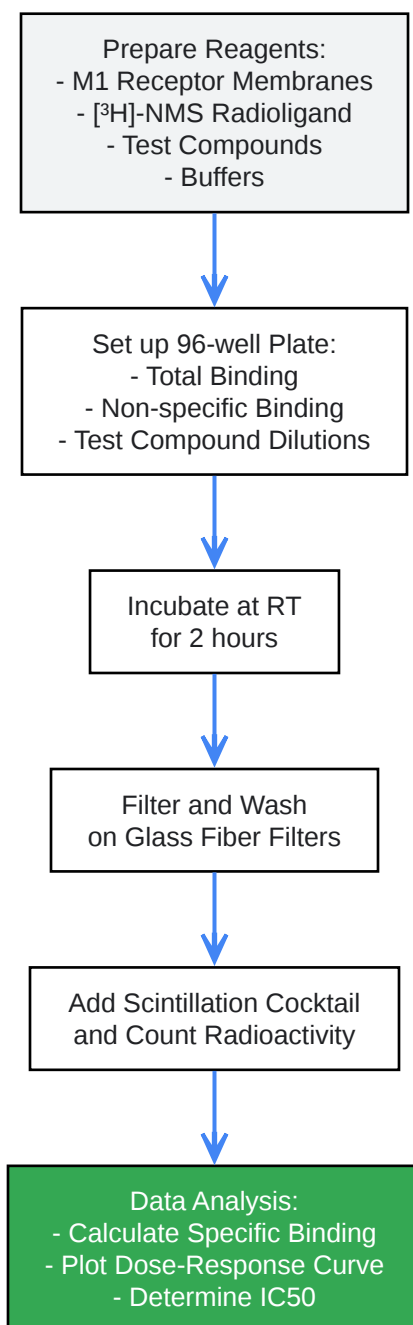 Prepare Reagents:
- M1 Receptor Membranes
- [³H]-NMS Radioligand
- Test Compounds
- Buffers
Set up 96-well Plate:
- Total Binding
- Non-specific Binding
- Test Compound Dilutions
Incubate at RT
for 2 hours
Filter and Wash
on Glass Fiber Filters
Add Scintillation Cocktail
and Count Radioactivity
Data Analysis:
- Calculate Specific Binding
- Plot Dose-Response Curve
- Determine IC50